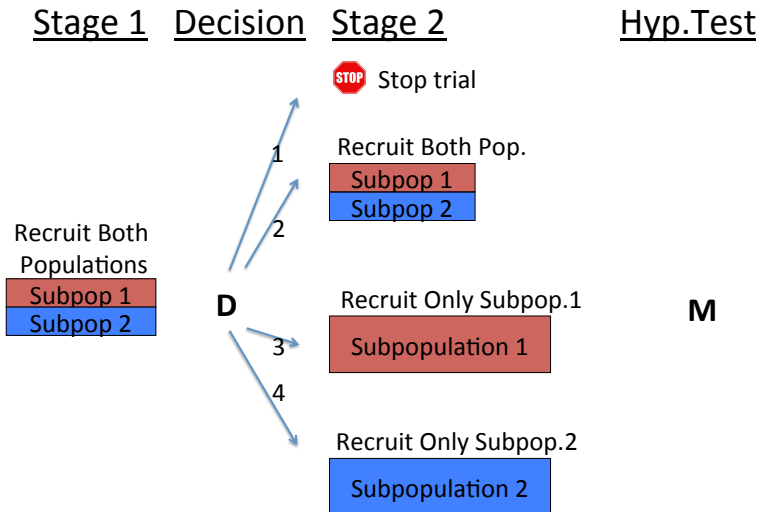 Stage 1 Decision Stage 2 Hyp.Test
STOP Stop trial
1
Recruit Both Pop.
Subpop 1
Subpop 2
2
Recruit Both
Populations
Subpop 1
Subpop 2
D
Recruit Only Subpop.1
Subpopulation 1
3
M
4
Recruit Only Subpop.2
Subpopulation 2